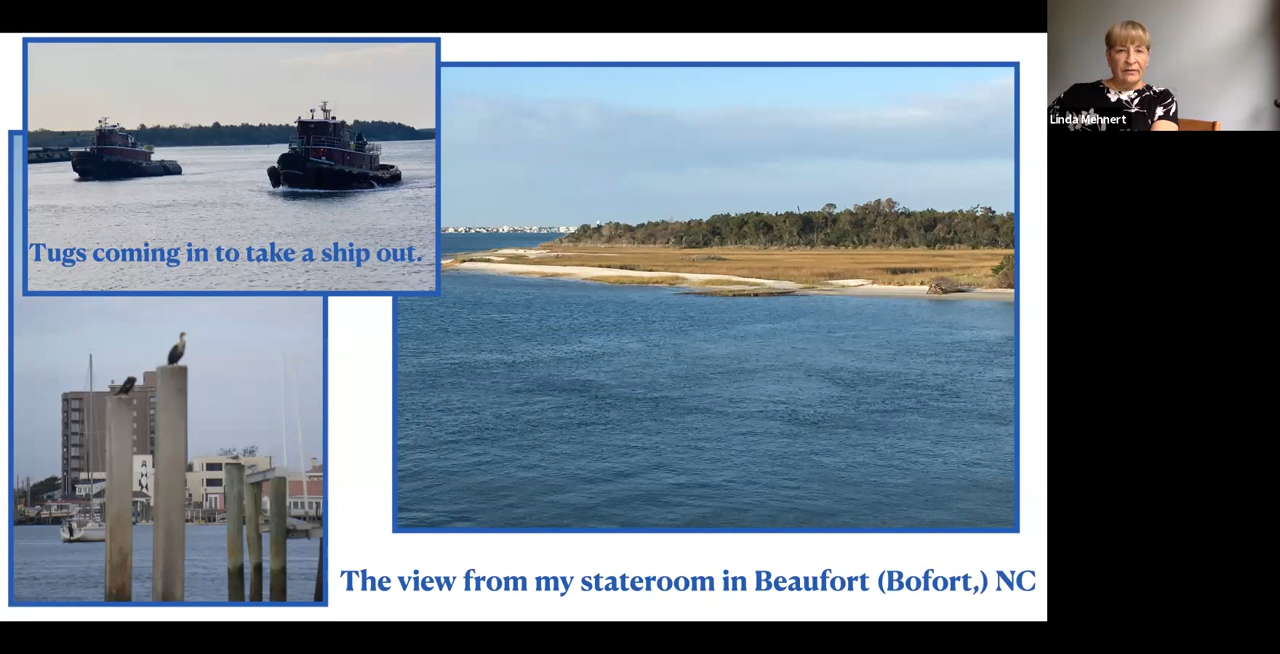 Linda Mehnert
Tugs coming in to take a ship out.
The view from my stateroom in Beaufort (Bofort,) NC